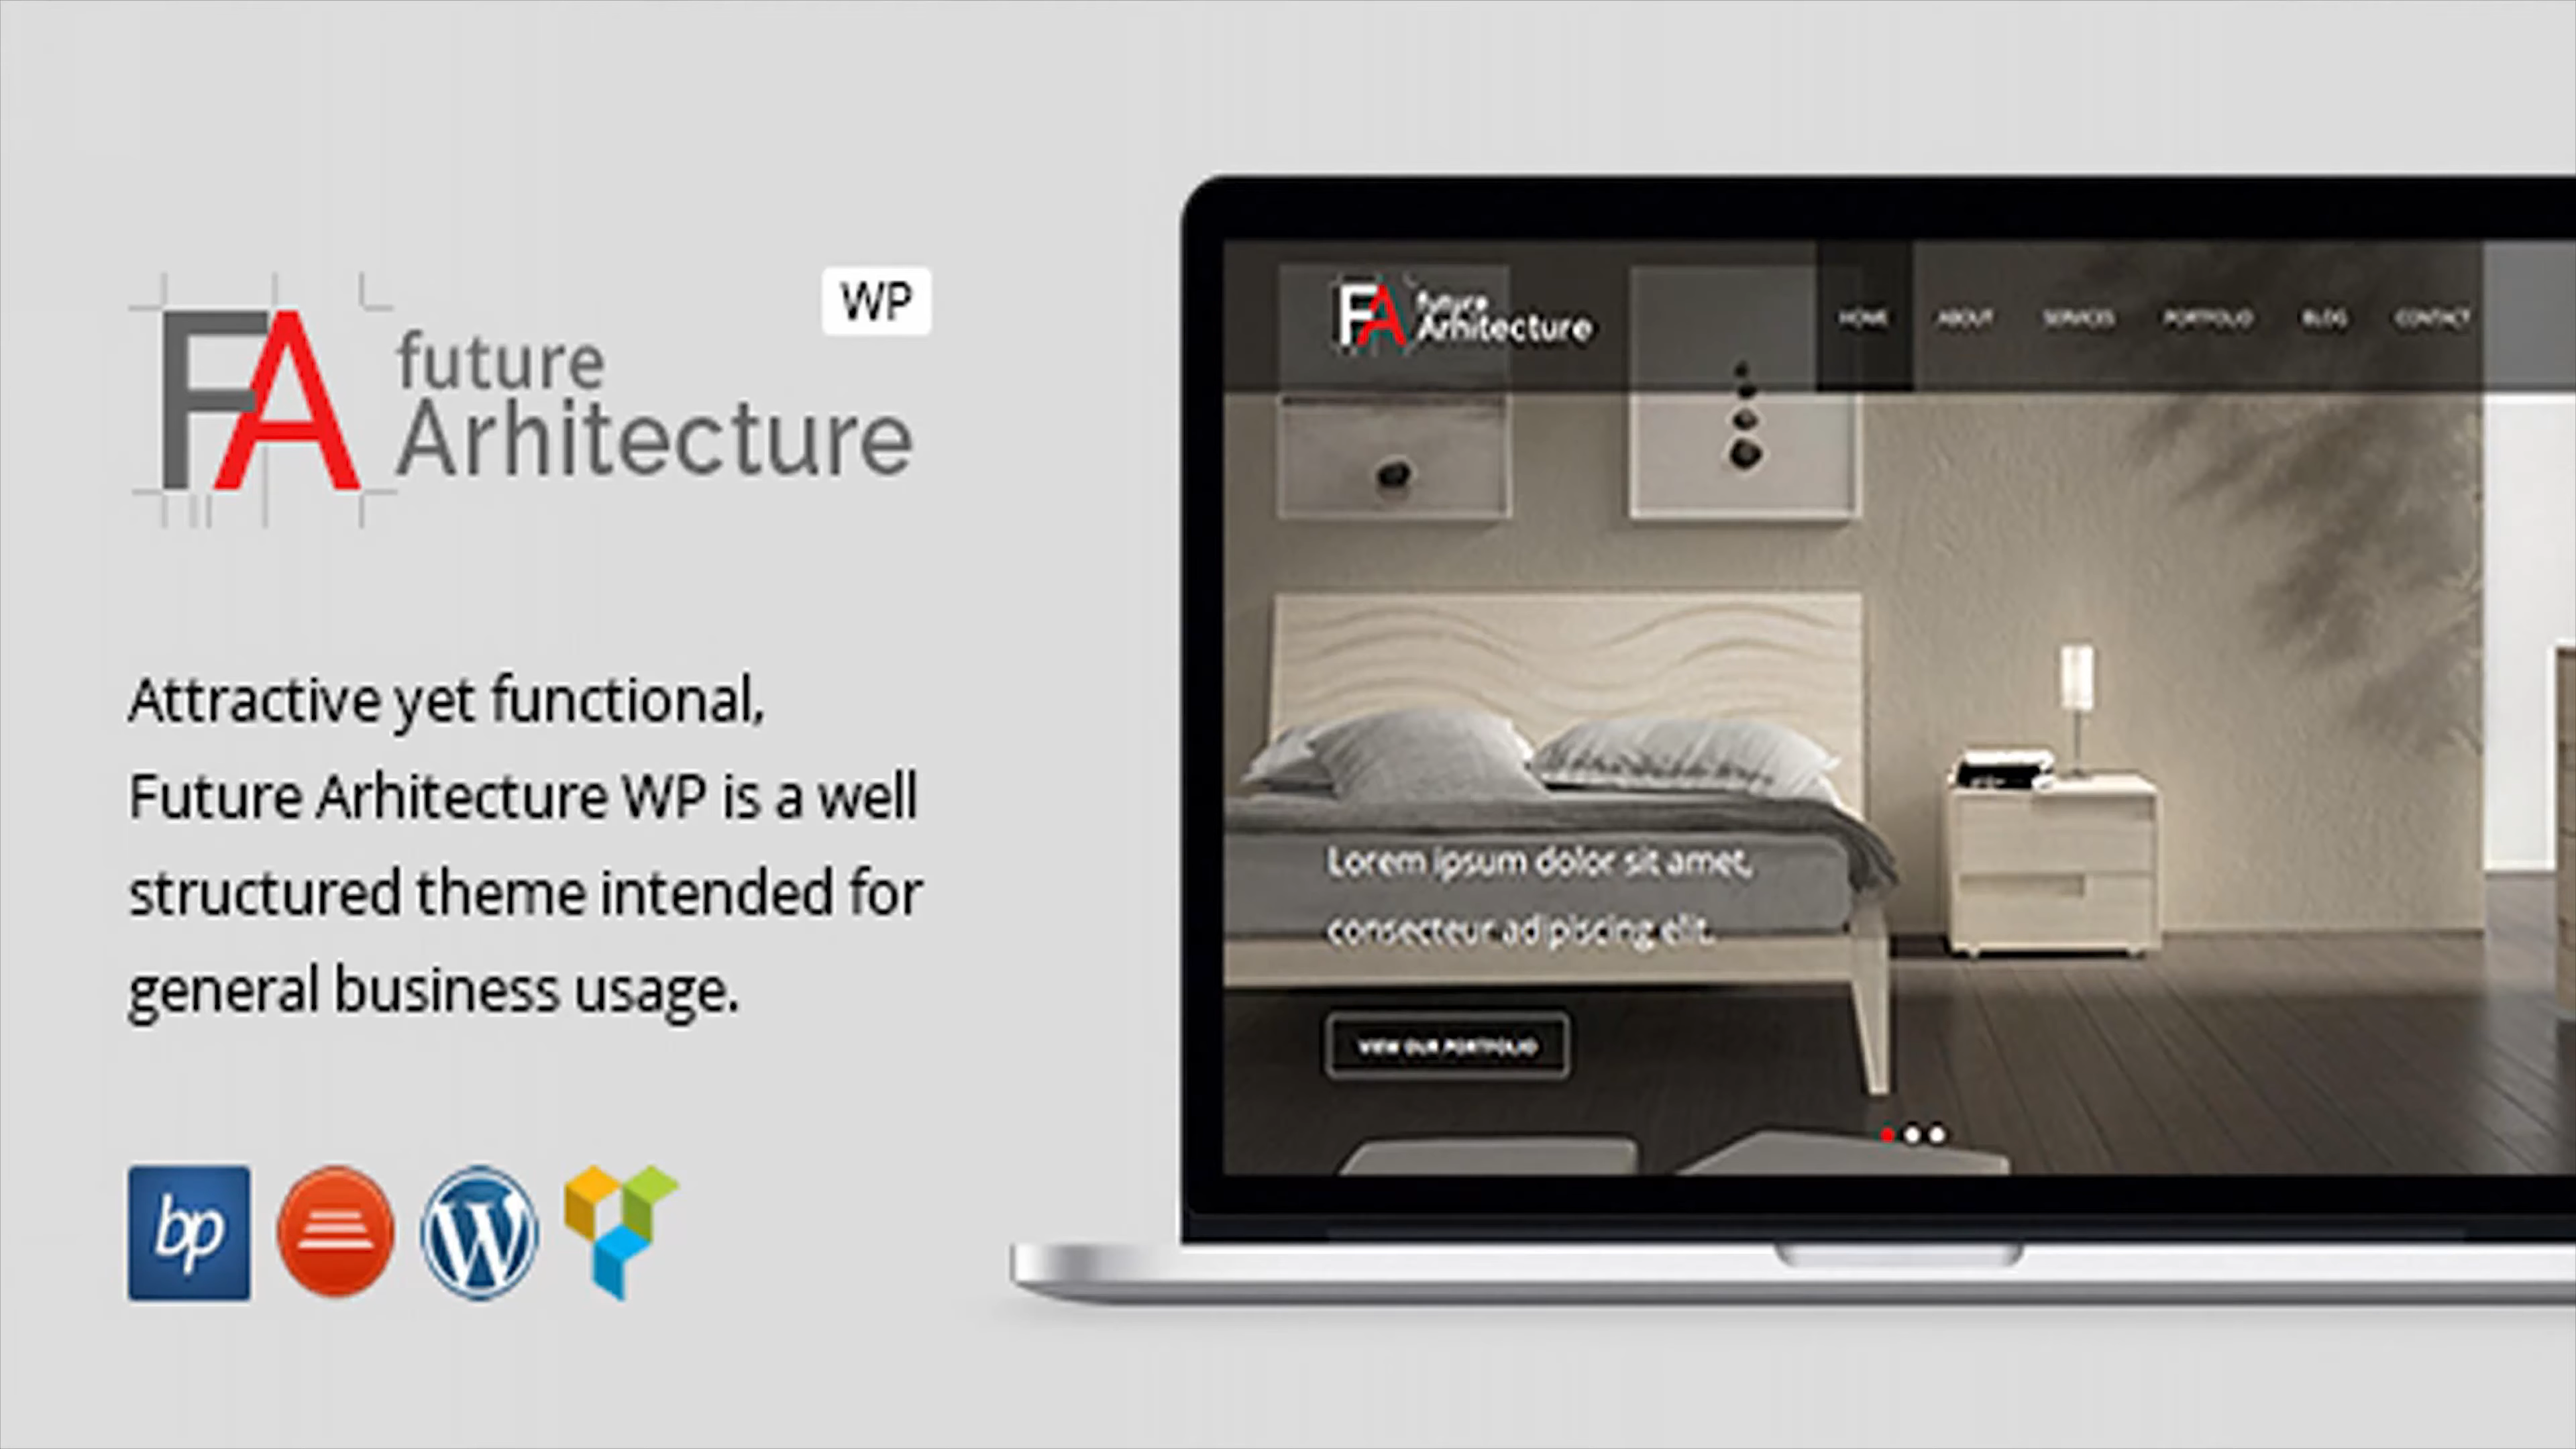 WP
FA
future
Arhitecture
Attractive yet functional,
Future Arhitecture WP is a well
structured theme intended for
general business usage.
bp
W
FA future
Arhitecture
HOME ABOUT SERVICES PORTFOLIO BLOG CONTACT
Lorem ipsum dolor sit amet,
consecteur adipiscing elit.
VIEW OUR PORTFOLIO